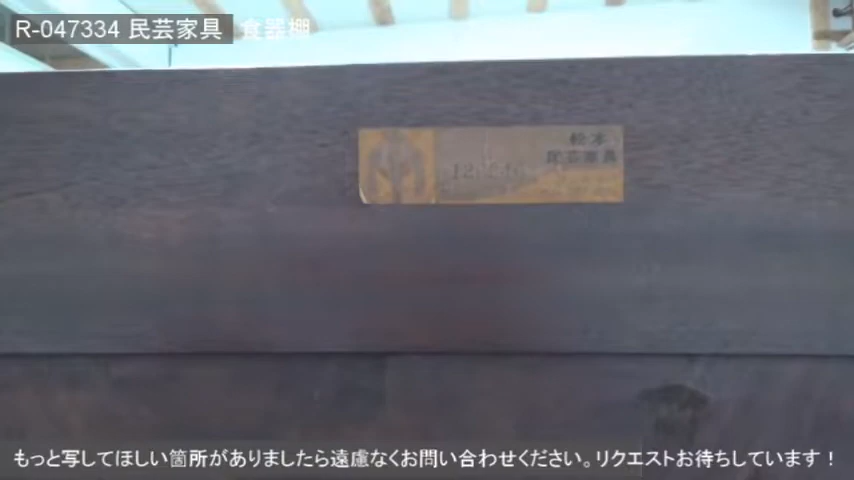 R-047334 民芸家具 食器棚
松本
民芸家具
もっと写してほしい箇所がありましたら遠慮なくお問い合わせください。リクエストお待ちしています！